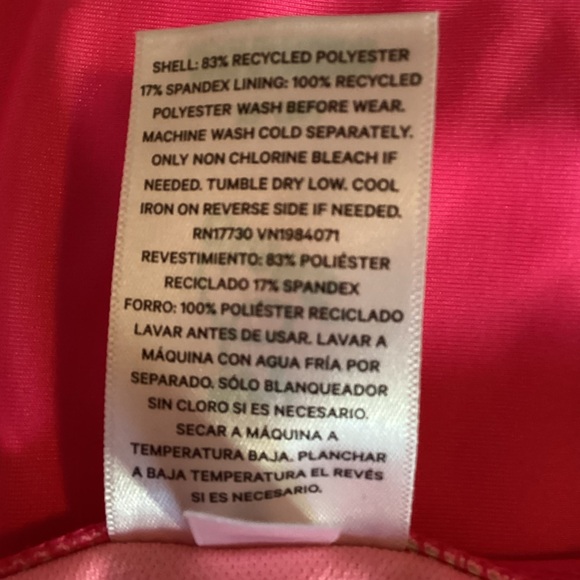 SHELL: 83% RECYCLED POLYESTER
17% SPANDEX LINING: 100% RECYCLED
POLYESTER WASH BEFORE WEAR.
MACHINE WASH COLD SEPARATELY.
ONLY NON CHLORINE BLEACH IF
NEEDED. TUMBLE DRY LOW. COOL
IRON ON REVERSE SIDE IF NEEDED.
RN17730 VN1984071
REVESTIMIENTO: 83% POLIÉSTER
RECICLADO 17% SPANDEX
FORRO: 100% POLIÉSTER RECICLADO
LAVAR ANTES DE USAR. LAVAR A
MÁQUINA CON AGUA FRÍA POR
SEPARADO. SÓLO BLANQUEADOR
SIN CLORO SI ES NECESARIO.
SECAR A MÁQUINA A
TEMPERATURA BAJA. PLANCHAR
A BAJA TEMPERATURA EL REVÉS
SI ES NECESARIO.